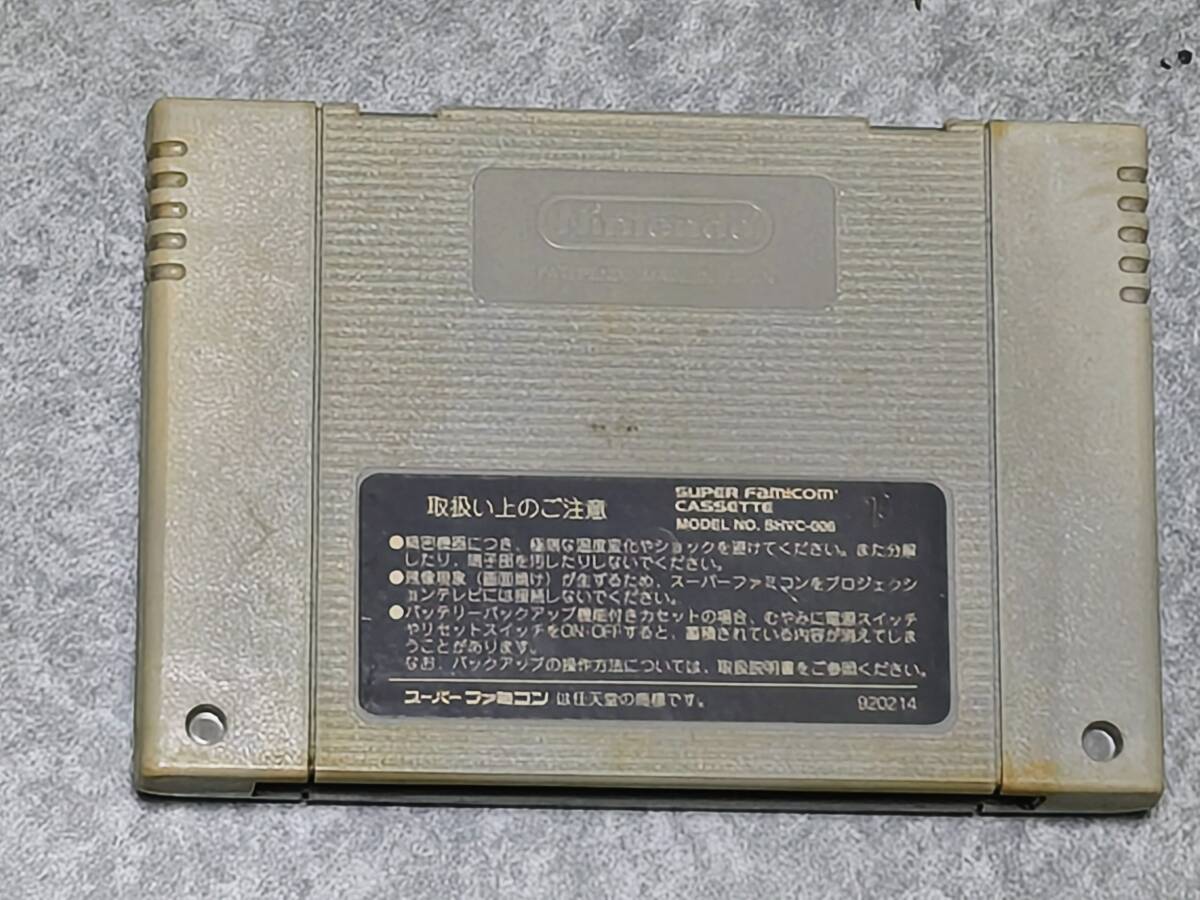 Nintendo
取扱い上のご注意
SUPER FAMICOM
CASSETTE
MODEL NO. SHVC-006
●精密機器につき、極端な温度変化やショックを避けてください。また分解
したり、端子部を汚したりしないでください。
●残像現象(画面焼け)が生ずるため、スーパーファミコンをプロジェクシ
ョンテレビには接続しないでください。
●バッテリーバックアップ機能付きカセットの場合、むやみに電源スイッチ
やリセットスイッチをON・OFFすると、蓄積されている内容が消えてしま
うことがあります。
なお、バックアップの操作方法については、取扱説明書をご参照ください。
スーパーファミコン は任天堂の商標です。
920214